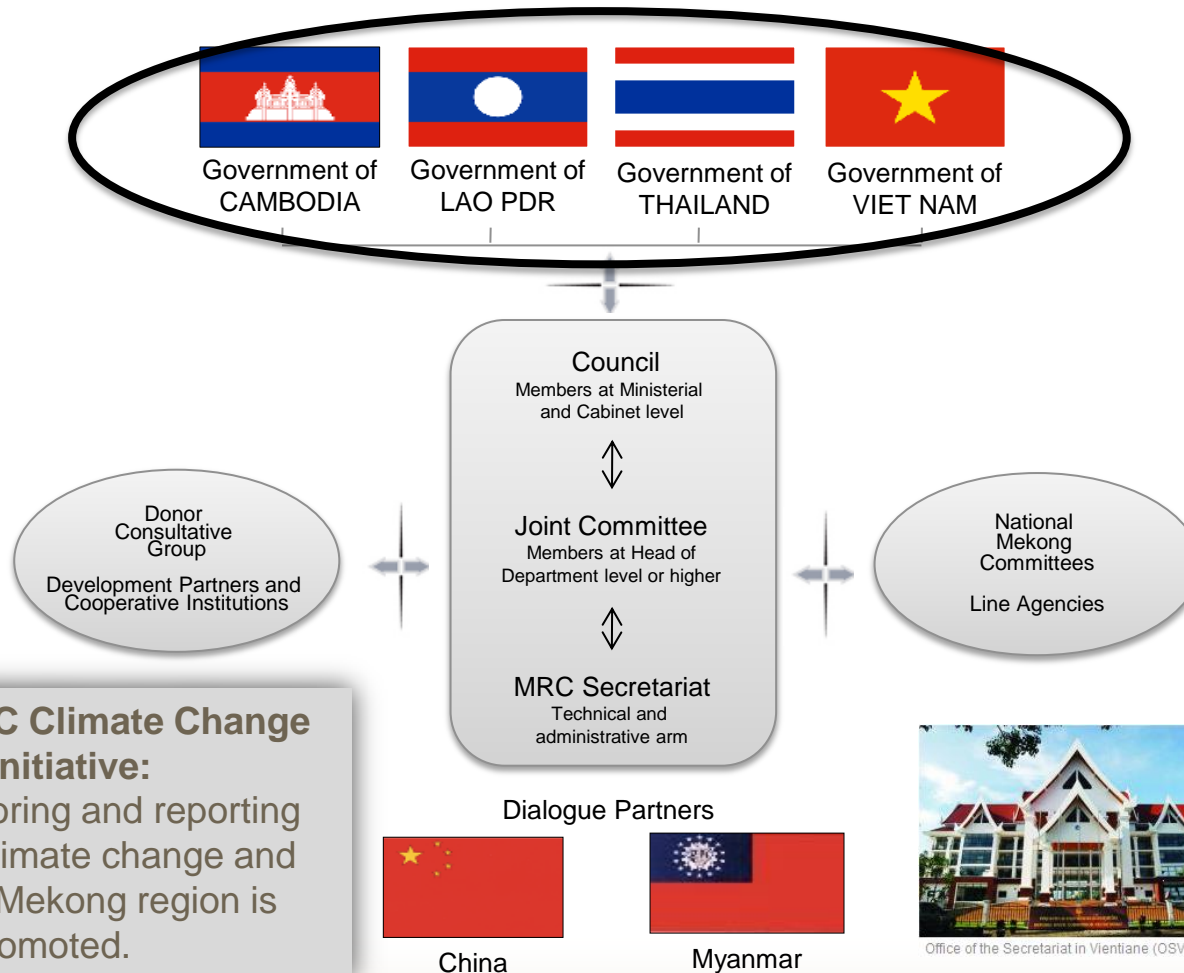 Government of
CAMBODIA
Government of
LAO PDR
Government of
THAILAND
Government of
VIET NAM
Council
Members at Ministerial
and Cabinet level
Donor
Consultative
Group
Development Partners and
Cooperative Institutions
Joint Committee
Members at Head of
Department level or higher
National
Mekong
Committees
Line Agencies
MRC Secretariat
Technical and
administrative arm
C Climate Change
nitiative:
oring and reporting
limate change and
Mekong region is
omoted.
Dialogue Partners
China
Myanmar
Office of the Secretariat in Vientiane (OSV